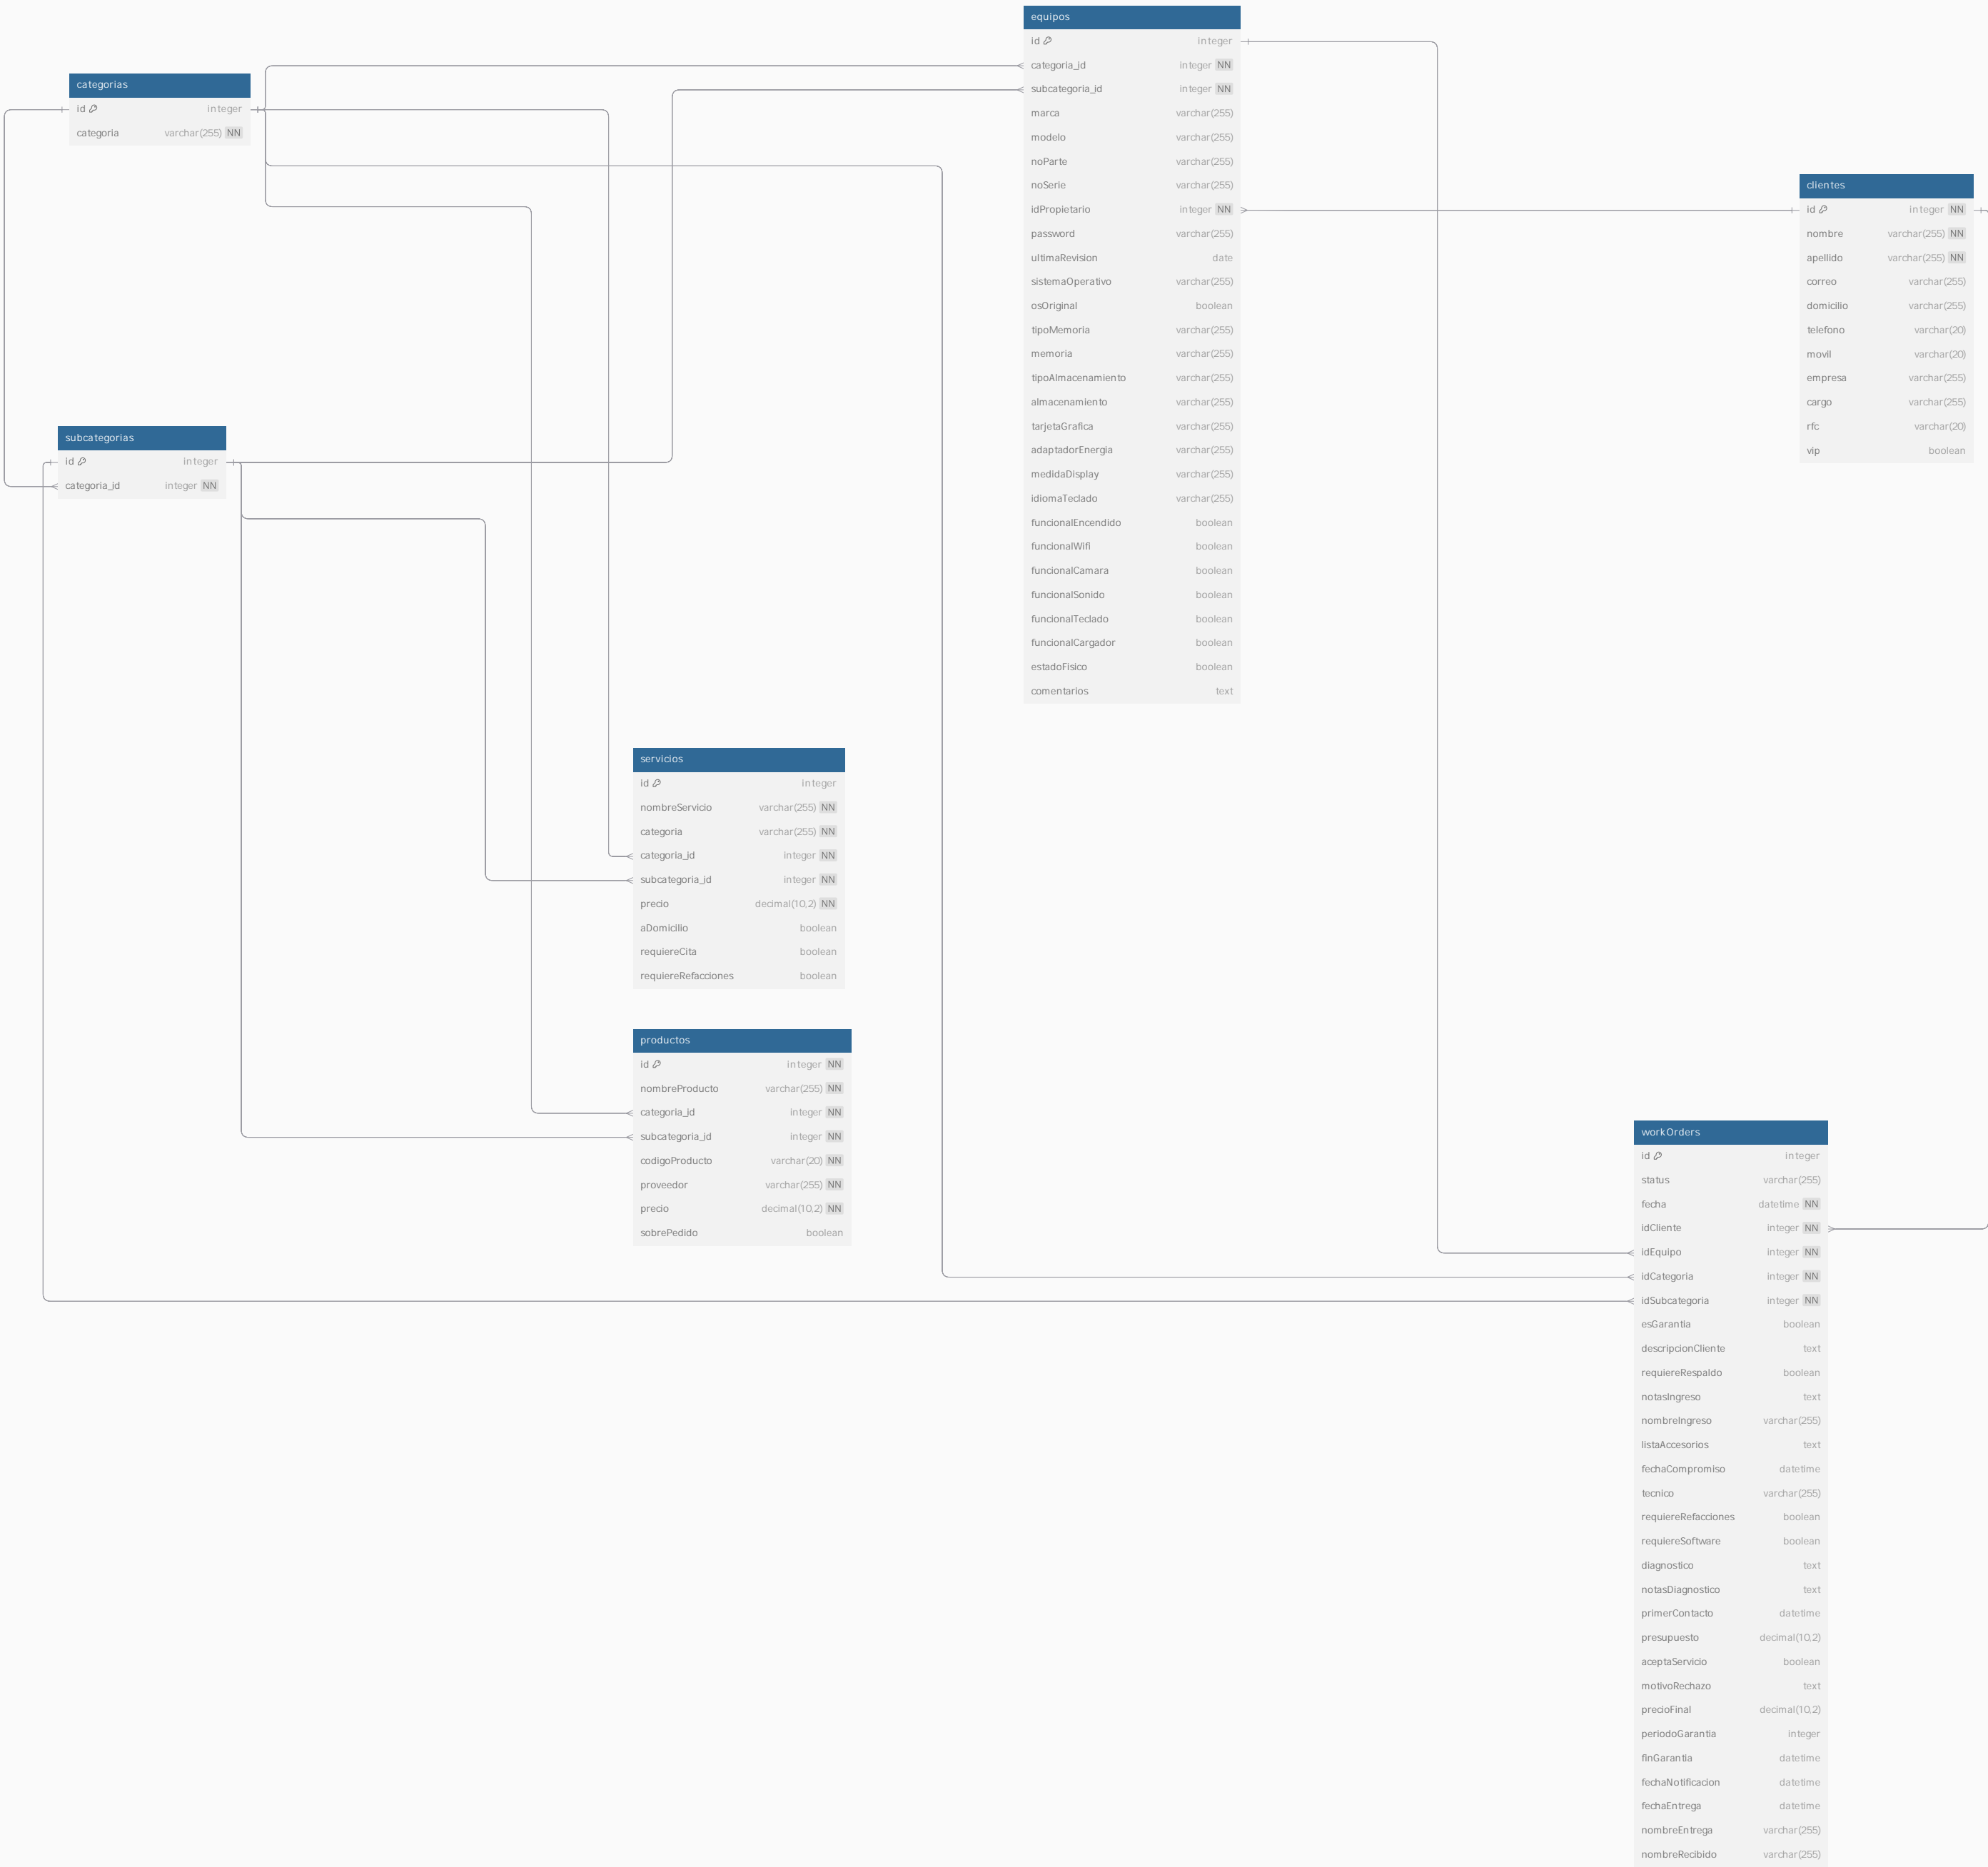 categorias
id integer
categoria varchar(255) NN
subcategorias
id integer
categoria_id integer NN
equipos
id integer
categoria_id integer NN
subcategoria_id integer NN
marca varchar(255)
modelo varchar(255)
noParte varchar(255)
noSerie varchar(255)
idPropietario integer NN
password varchar(255)
ultimaRevision date
sistemaOperativo varchar(255)
osOriginal boolean
tipoMemoria varchar(255)
memoria varchar(255)
tipoAlmacenamiento varchar(255)
almacenamiento varchar(255)
tarjetaGrafica varchar(255)
adaptadorEnergia varchar(255)
medidaDisplay varchar(255)
idiomaTeclado varchar(255)
funcionalEncendido boolean
funcionalWifi boolean
funcionalCamara boolean
funcionalSonido boolean
funcionalTeclado boolean
funcionalCargador boolean
estadoFisico boolean
comentarios text
clientes
id integer NN
nombre varchar(255) NN
apellido varchar(255) NN
correo varchar(255)
domicilio varchar(255)
telefono varchar(20)
movil varchar(20)
empresa varchar(255)
cargo varchar(255)
rfc varchar(20)
vip boolean
servicios
id integer
nombreServicio varchar(255) NN
categoria varchar(255) NN
categoria_id integer NN
subcategoria_id integer NN
precio decimal(10,2) NN
aDomicilio boolean
requiereCita boolean
requiereRefacciones boolean
productos
id integer NN
nombreProducto varchar(255) NN
categoria_id integer NN
subcategoria_id integer NN
codigoProducto varchar(20) NN
proveedor varchar(255) NN
precio decimal(10,2) NN
sobrePedido boolean
workOrders
id integer
status varchar(255)
fecha datetime NN
idCliente integer NN
idEquipo integer NN
idCategoria integer NN
idSubcategoria integer NN
esGarantia boolean
descripcionCliente text
requiereRespaldo boolean
notasIngreso text
nombreIngreso varchar(255)
listaAccesorios text
fechaCompromiso datetime
tecnico varchar(255)
requiereRefacciones boolean
requiereSoftware boolean
diagnostico text
notasDiagnostico text
primerContacto datetime
presupuesto decimal(10,2)
aceptaServicio boolean
motivoRechazo text
precioFinal decimal(10,2)
periodoGarantia integer
finGarantia datetime
fechaNotificacion datetime
fechaEntrega datetime
nombreEntrega varchar(255)
nombreRecibido varchar(255)